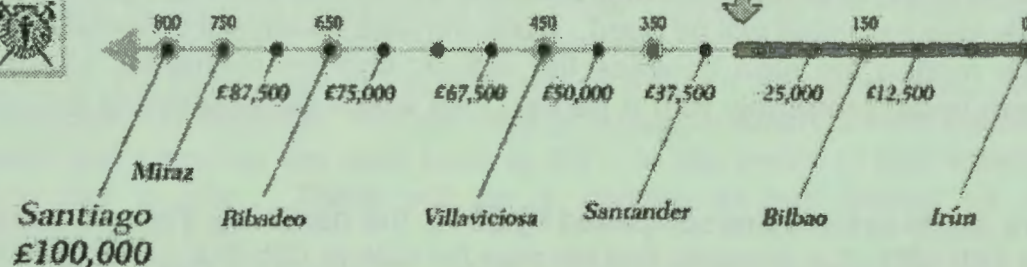 800 750 650 450 350 150
£87,500 £75,000 £67,500 £50,000 £37,500 25,000 £12,500
Miraz
Santiago Ribadeo Villaviciosa Santander Bilbao Irún
£100,000